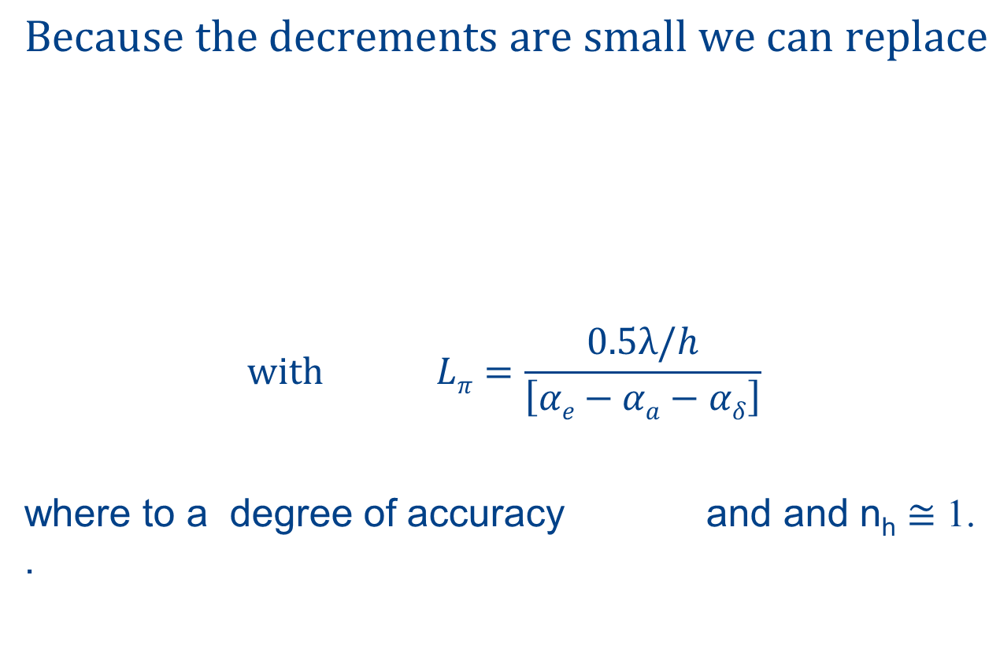 Because the decrements are small we can replace
with L_π = \frac{0.5λ/h}{[α_e − α_a − α_δ]}
where to a  degree of accuracy and and n_h ≅ 1.
.